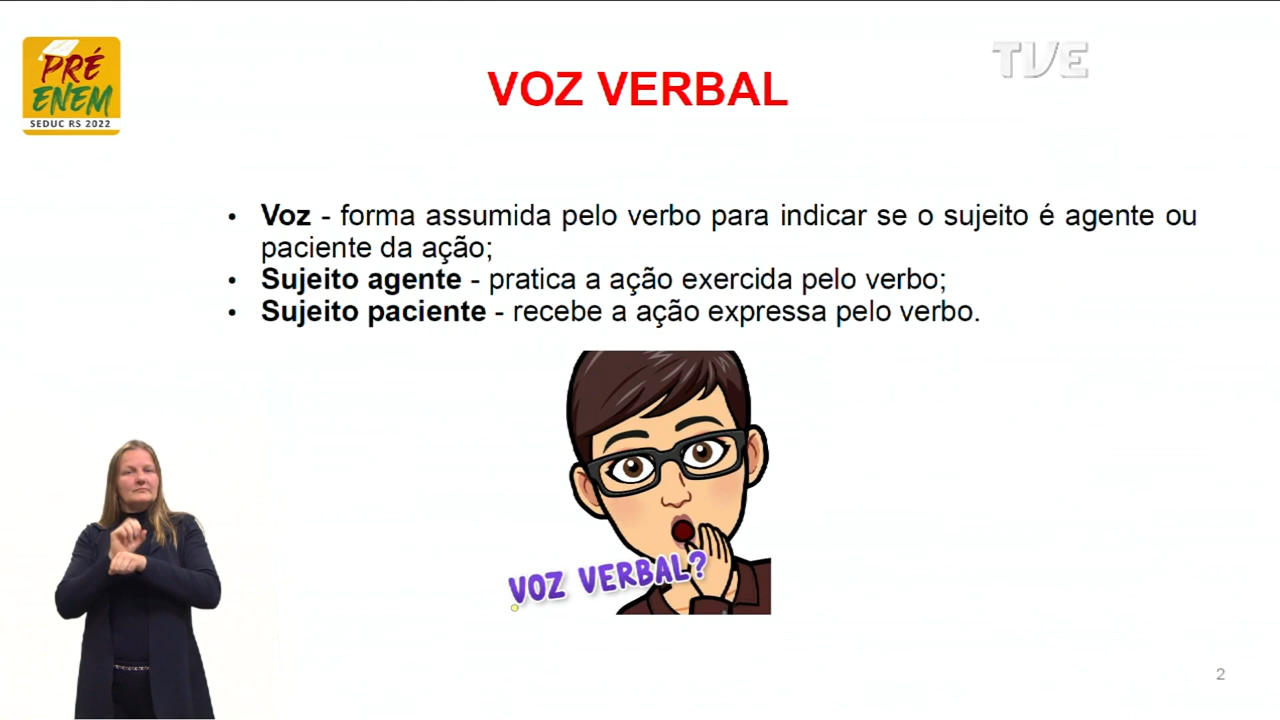 PRÉ
ENEM
SEDUC RS 2022
TVE
VOZ VERBAL
• Voz - forma assumida pelo verbo para indicar se o sujeito é agente ou
paciente da ação;
• Sujeito agente - pratica a ação exercida pelo verbo;
• Sujeito paciente - recebe a ação expressa pelo verbo.
VOZ VERBAL?
2